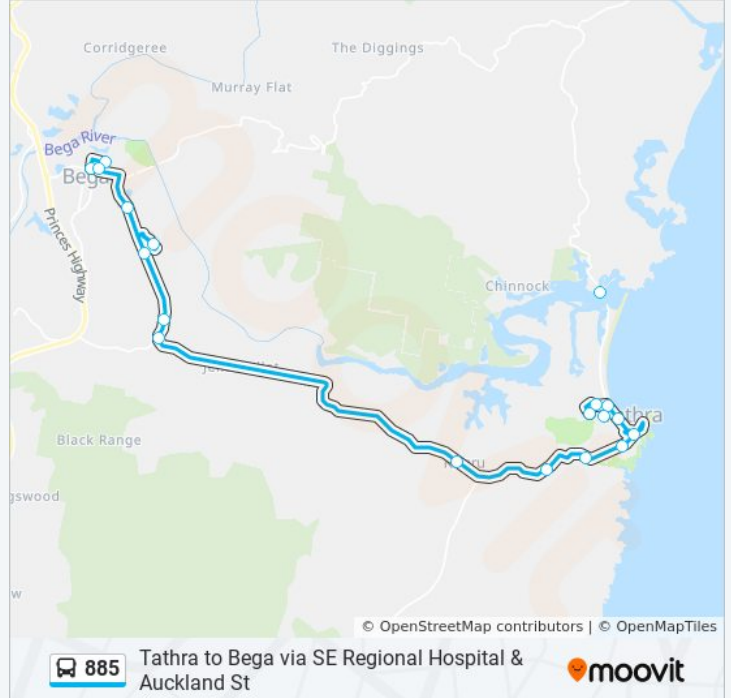 Corridgeree
The Diggings
Murray Flat
Bega River
Bega
Princes Highway
Chinnock
Black Range
gswood
w
© OpenStreetMap contributors | © OpenMapTiles
885
Tathra to Bega via SE Regional Hospital &
Auckland St
moovit